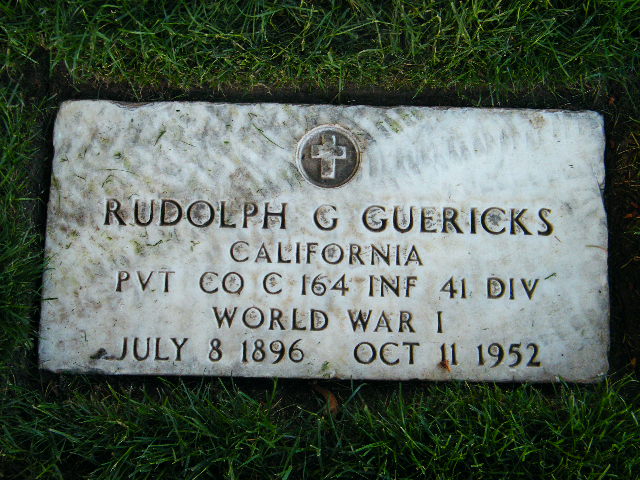 RUDOLPH G GUERICKS
CALIFORNIA
PVT CO C 164 INF 41 DIV
WORLD WAR I
JULY 8 1896 OCT 11 1952